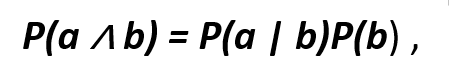 P(a ∧ b) = P(a | b)P(b) ,